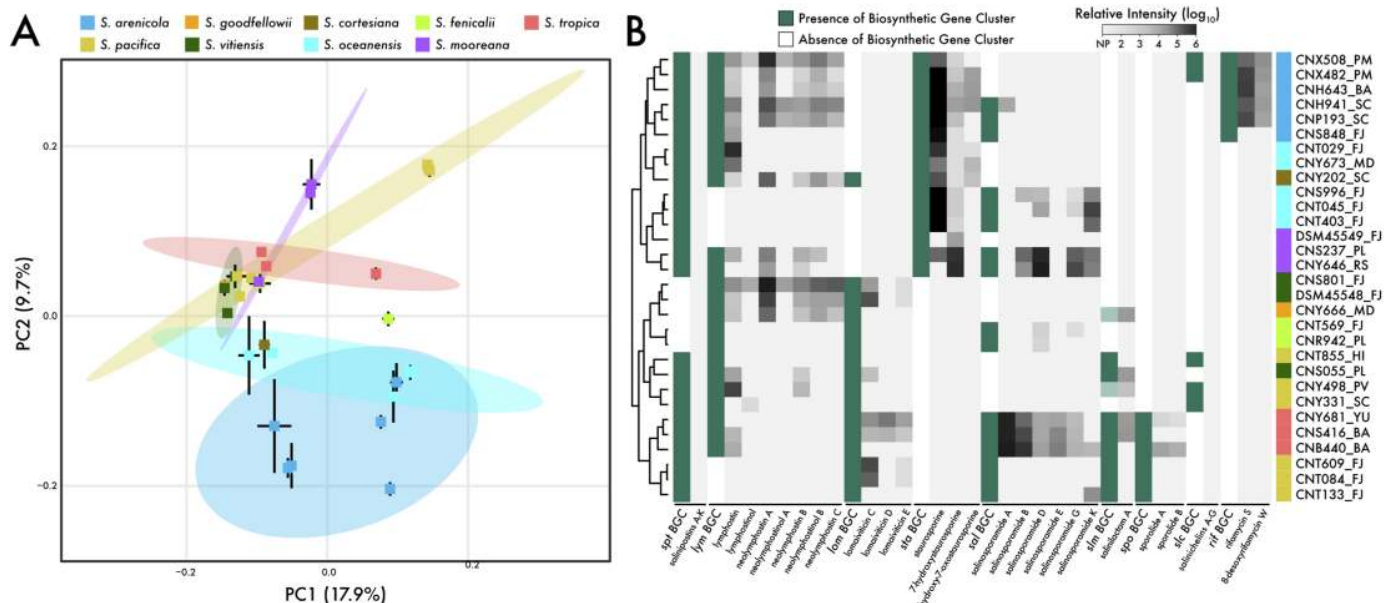 A
S. arenicola
S. goodfellowii
S. cortesiana
S. fenicalii
S. tropica
S. pacifica
S. vitiensis
S. oceanensis
S. mooreana
PC2 (9.7%)
0.2
0.0
−0.2
−0.2
0.0
0.2
PC1 (17.9%)
B
Presence of Biosynthetic Gene Cluster
Absence of Biosynthetic Gene Cluster
Relative Intensity (log10)
NP 2 3 4 5 6
CNX508_PM
CNX482_PM
CNH643_BA
CNH941_SC
CNP193_SC
CNS848_FJ
CNT029_FJ
CNY673_MD
CNY202_SC
CNS996_FJ
CNT045_FJ
CNT403_FJ
DSM45549_FJ
CNS237_PL
CNY646_RS
CNS801_FJ
DSM45548_FJ
CNY666_MD
CNT569_FJ
CNR942_PL
CNT855_HI
CNS055_PL
CNY498_PV
CNY331_SC
CNY681_YU
CNS416_BA
CNB440_BA
CNT609_FJ
CNT084_FJ
CNT133_FJ
spt BGC
salinipostins A-K
lym BGC
lymphostin
lymphostinol
neolymphostin A
neolymphostinol A
neolymphostin B
neolymphostinol B
neolymphostin C
lom BGC
lomaiviticin C
lomaiviticin D
lomaiviticin E
sta BGC
staurosporine
7-hydroxystaurosporine
hydroxy-7-oxostaurosporine
sal BGC
salinosporamide A
salinosporamide B
salinosporamide D
salinosporamide E
salinosporamide G
salinosporamide K
slm BGC
salinilactam A
spo BGC
sporolide A
sporolide B
slc BGC
salinichelins A-G
rif BGC
rifamycin S
8-deoxyrifamycin W